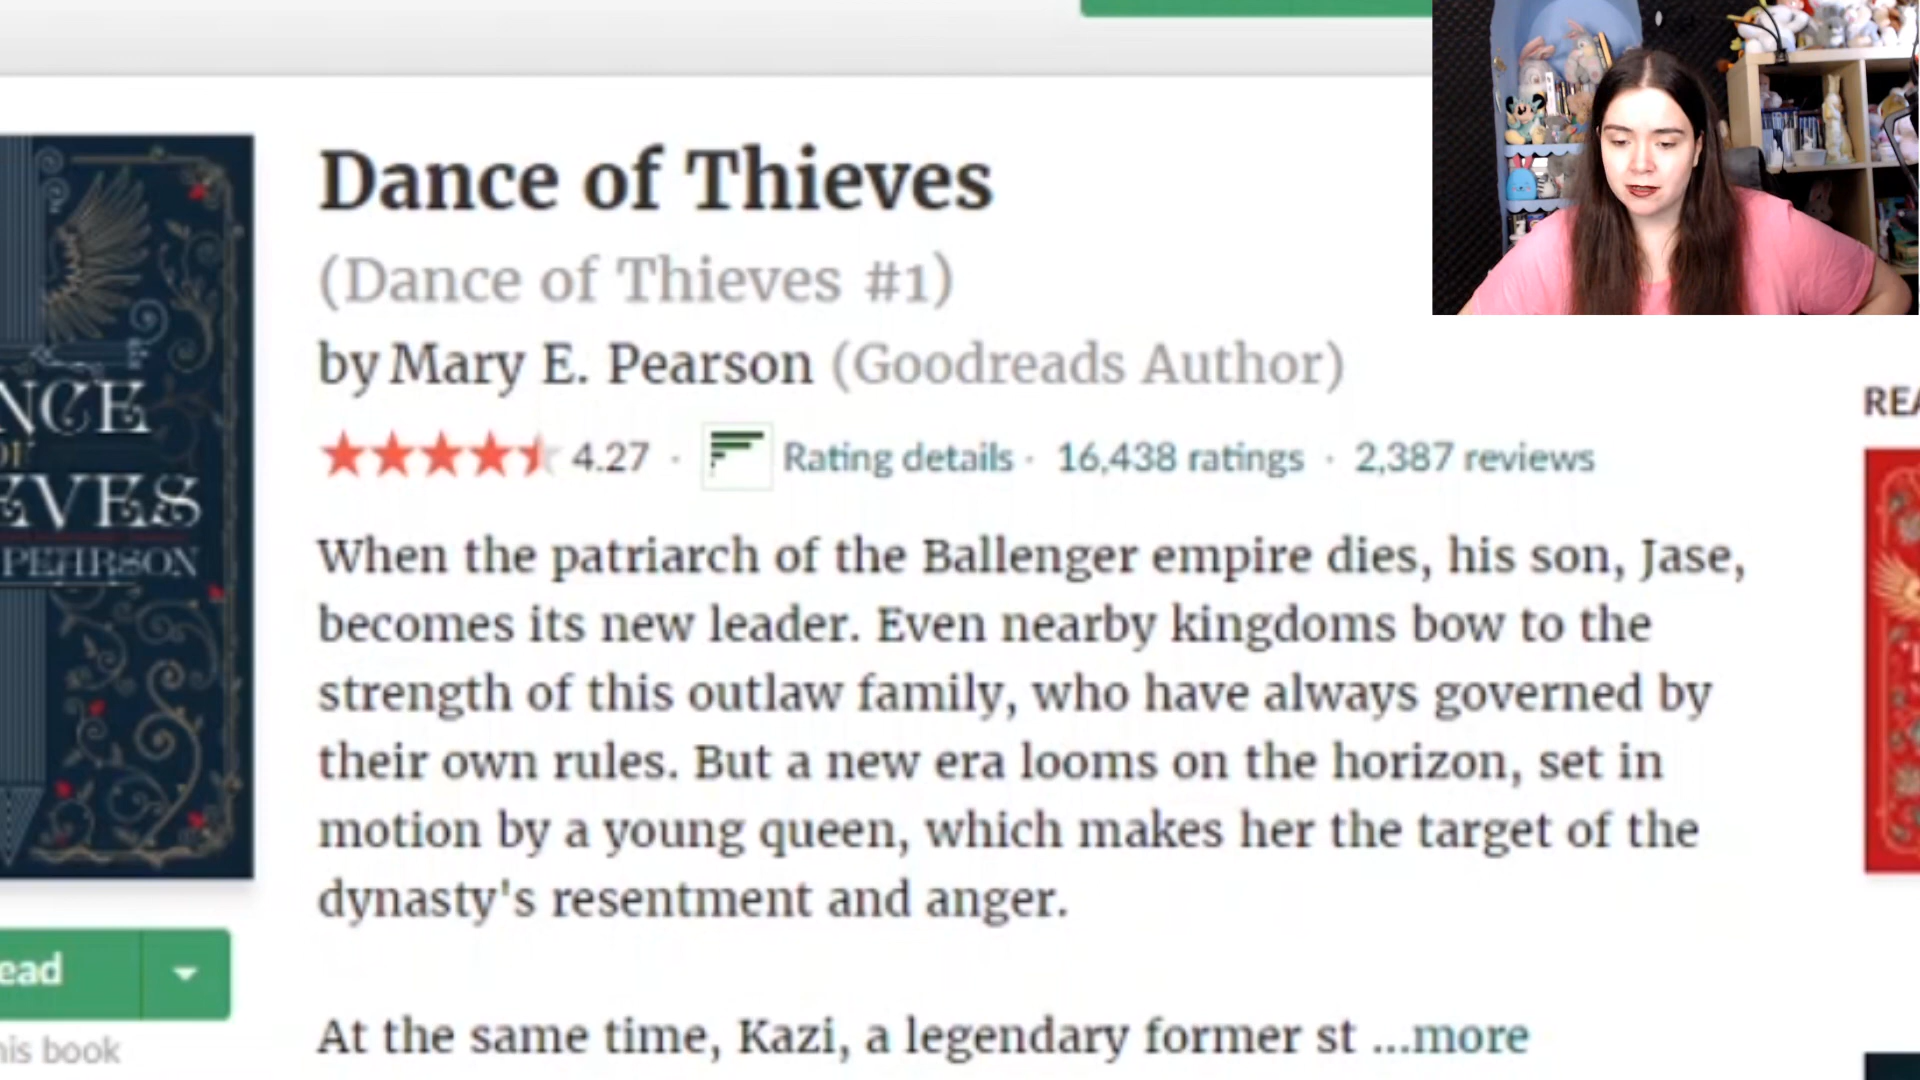 Dance of Thieves
(Dance of Thieves #1)
by Mary E. Pearson (Goodreads Author)
4.27 · Rating details · 16,438 ratings · 2,387 reviews
When the patriarch of the Ballenger empire dies, his son, Jase,
becomes its new leader. Even nearby kingdoms bow to the
strength of this outlaw family, who have always governed by
their own rules. But a new era looms on the horizon, set in
motion by a young queen, which makes her the target of the
dynasty's resentment and anger.
At the same time, Kazi, a legendary former st ...more
NCE
OF
EVES
PEARSON
ead
his book
REA